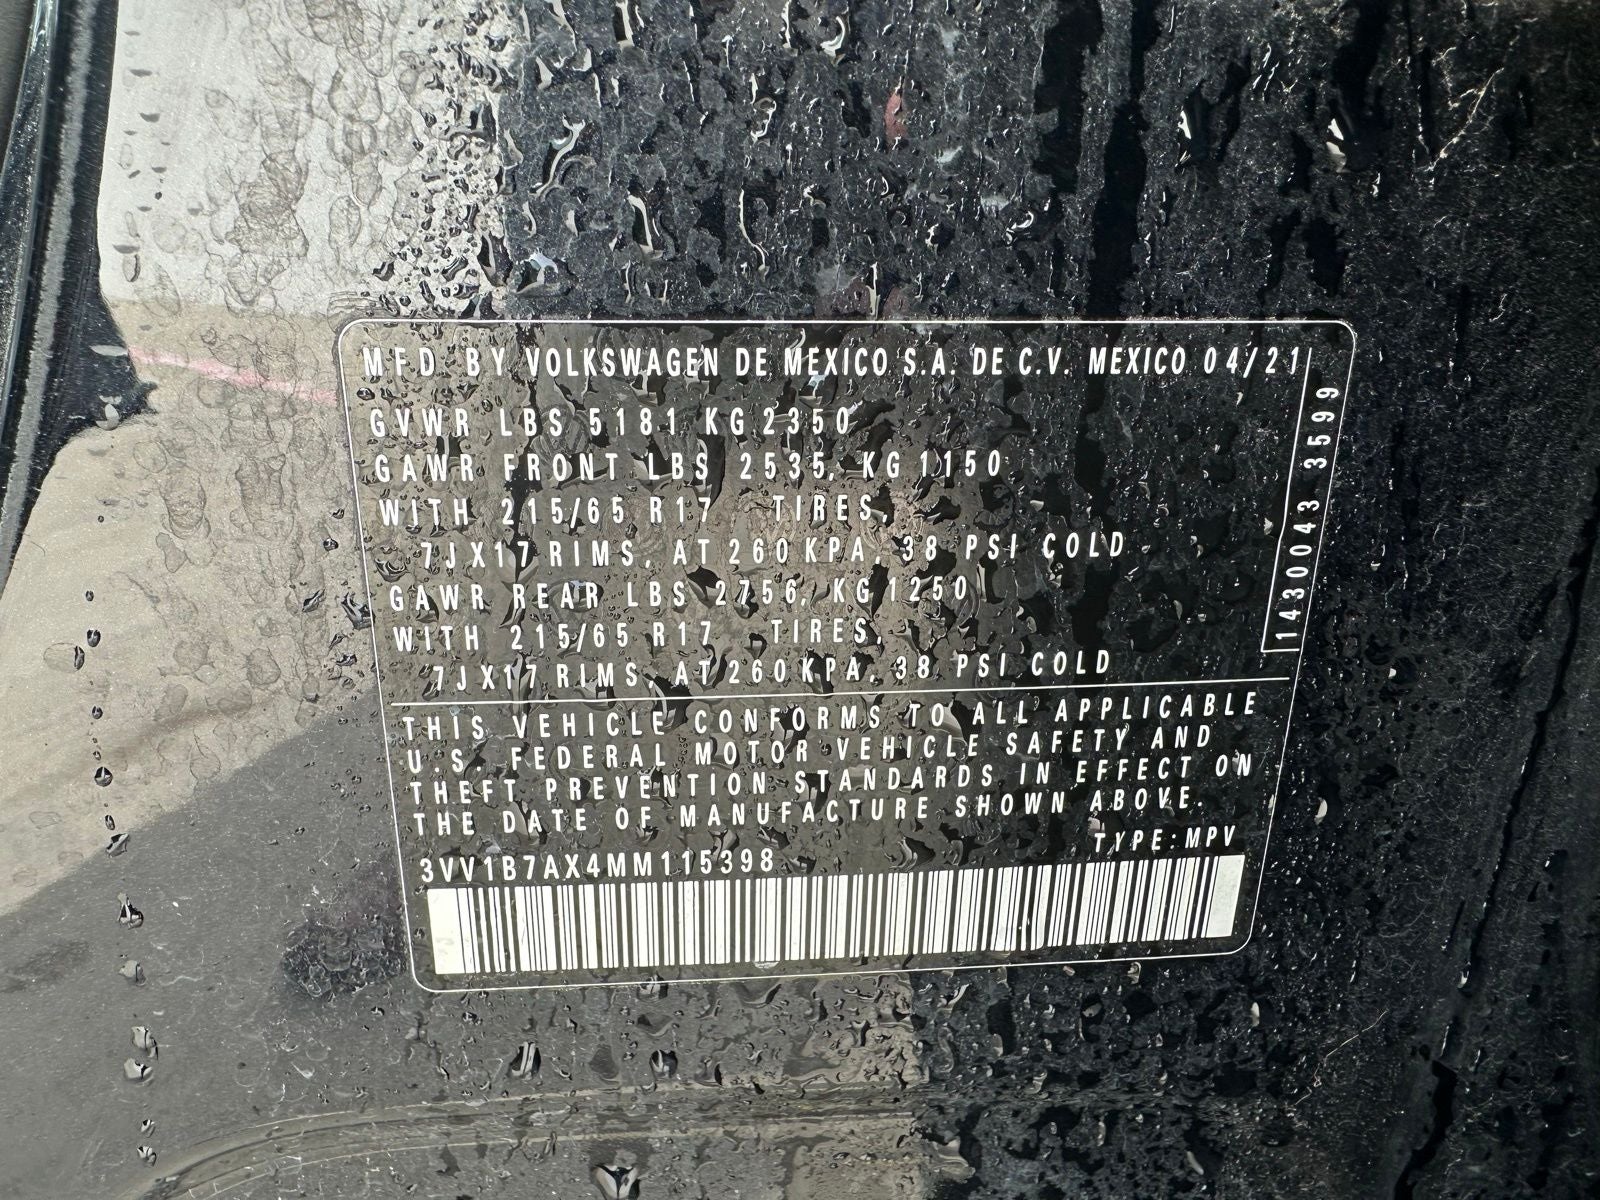 MFD. BY VOLKSWAGEN DE MEXICO S.A. DE C.V. MEXICO 04/21
GVWR LBS 5181 KG 2350
GAWR FRONT LBS 2535, KG 1150
WITH 215/65 R17 TIRES,
7JX17 RIMS, AT 260 KPA, 38 PSI COLD
GAWR REAR LBS 2756, KG 1250
WITH 215/65 R17 TIRES,
7JX17 RIMS, AT 260 KPA, 38 PSI COLD
1430043 3599
THIS VEHICLE CONFORMS TO ALL APPLICABLE
U.S. FEDERAL MOTOR VEHICLE SAFETY AND
THEFT PREVENTION STANDARDS IN EFFECT ON
THE DATE OF MANUFACTURE SHOWN ABOVE.
TYPE: MPV
3VV1B7AX4MM115398